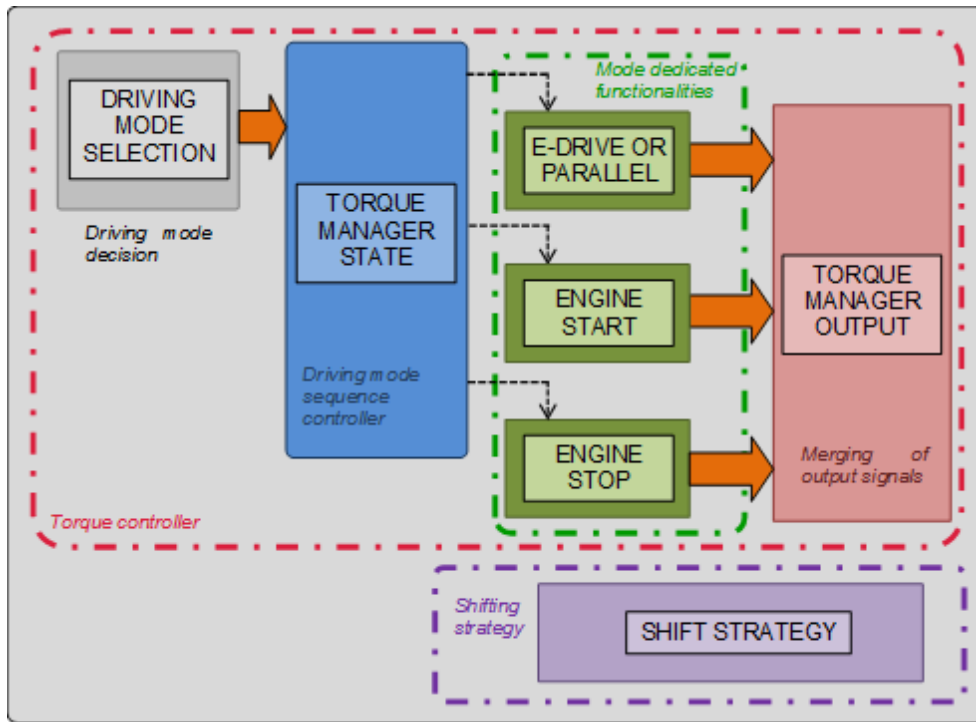 DRIVING
MODE
SELECTION
Driving mode
decision
TORQUE
MANAGER
STATE
Driving mode
sequence
controller
Mode dedicated
functionalities
E-DRIVE OR
PARALLEL
ENGINE
START
ENGINE
STOP
TORQUE
MANAGER
OUTPUT
Merging of
output signals
Torque controller
Shifting
strategy
SHIFT STRATEGY